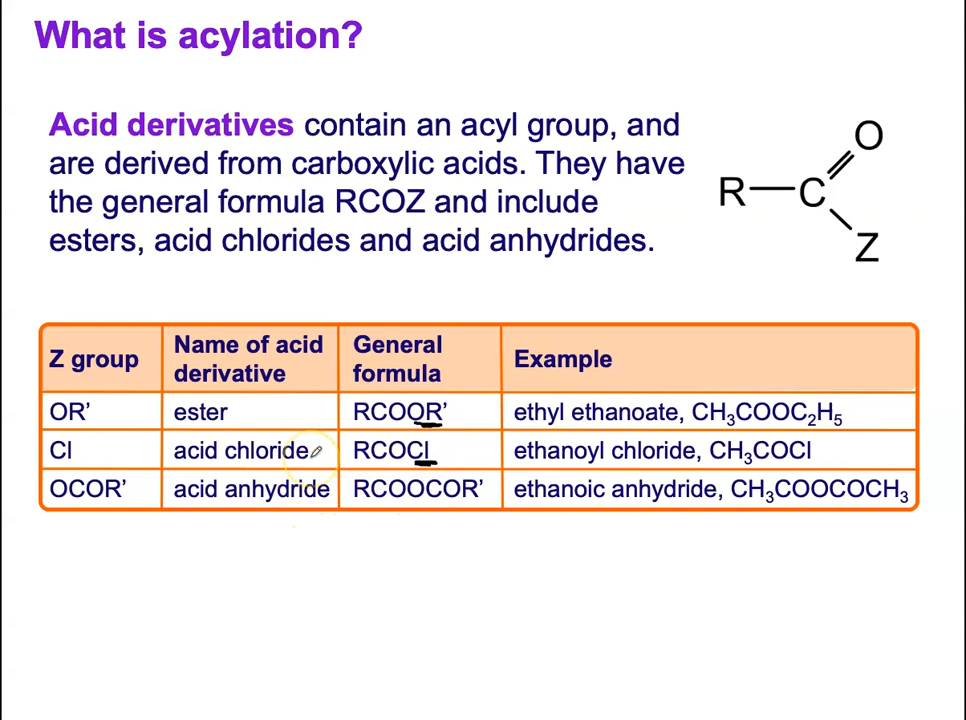 What is acylation?
Acid derivatives contain an acyl group, and
are derived from carboxylic acids. They have
the general formula RCOZ and include
esters, acid chlorides and acid anhydrides.
O
R—C
Z
Z group
Name of acid
derivative
General
formula
Example
OR’
ester
RCOOR’
ethyl ethanoate, CH₃COOC₂H₅
Cl
acid chloride
RCOCl
ethanoyl chloride, CH₃COCl
OCOR’
acid anhydride
RCOOCOR’
ethanoic anhydride, CH₃COOCOCH₃